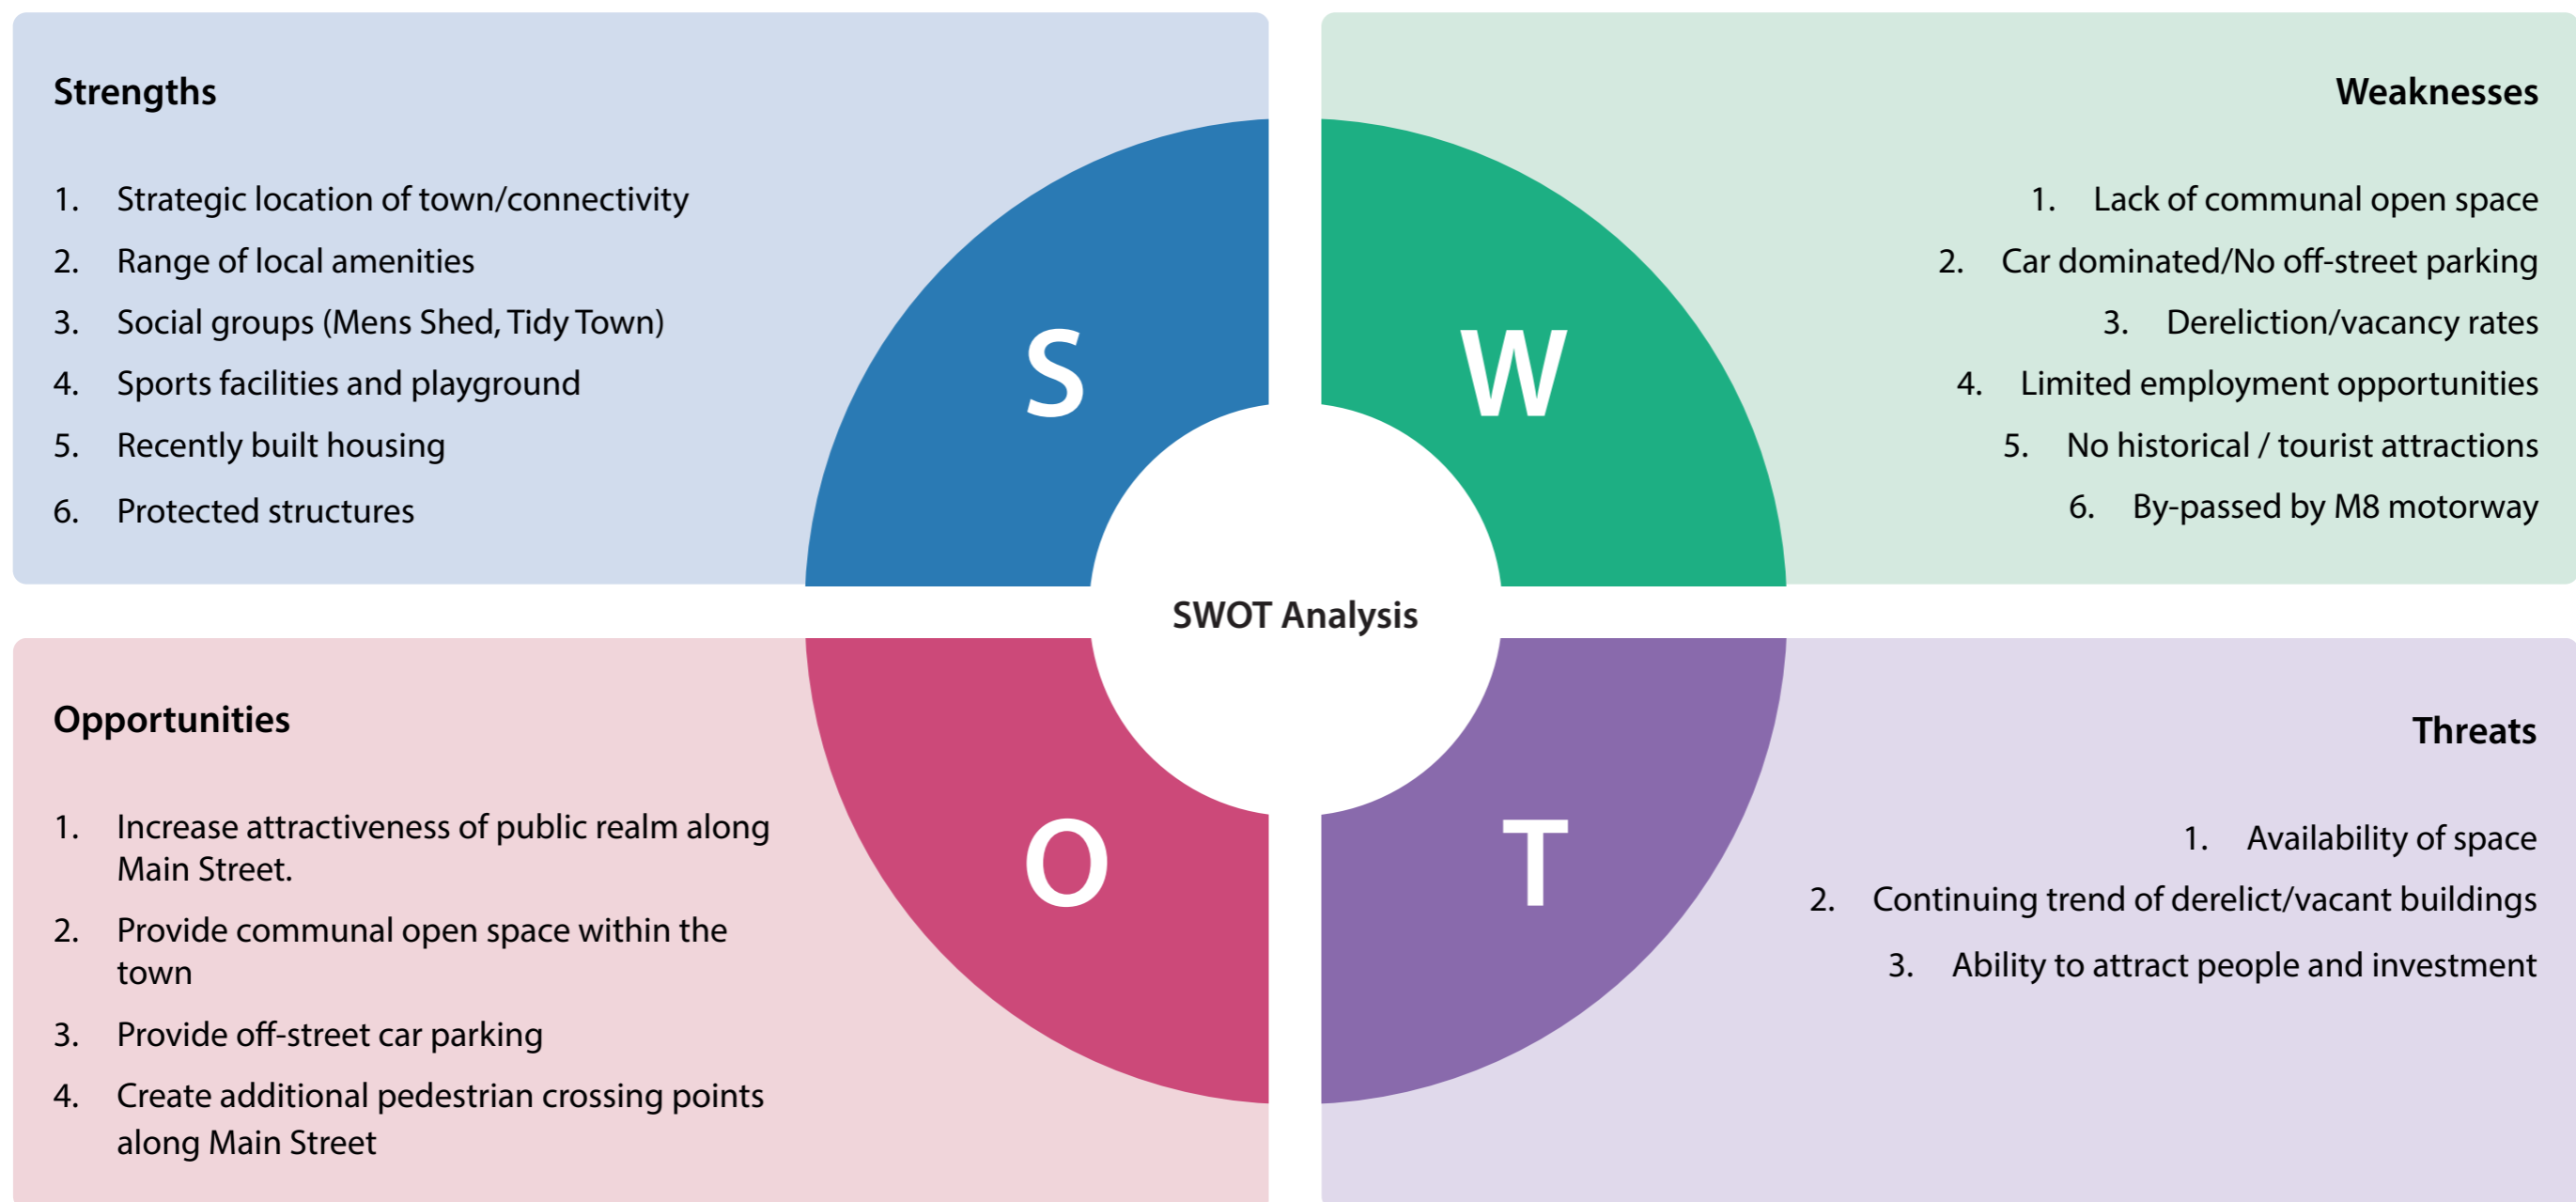 Strengths
1. Strategic location of town/connectivity
2. Range of local amenities
3. Social groups (Mens Shed, Tidy Town)
4. Sports facilities and playground
5. Recently built housing
6. Protected structures
S
Weaknesses
1. Lack of communal open space
2. Car dominated/No off-street parking
3. Dereliction/vacancy rates
4. Limited employment opportunities
5. No historical / tourist attractions
6. By-passed by M8 motorway
W
SWOT Analysis
Opportunities
1. Increase attractiveness of public realm along
Main Street.
2. Provide communal open space within the
town
3. Provide off-street car parking
4. Create additional pedestrian crossing points
along Main Street
O
Threats
1. Availability of space
2. Continuing trend of derelict/vacant buildings
3. Ability to attract people and investment
T